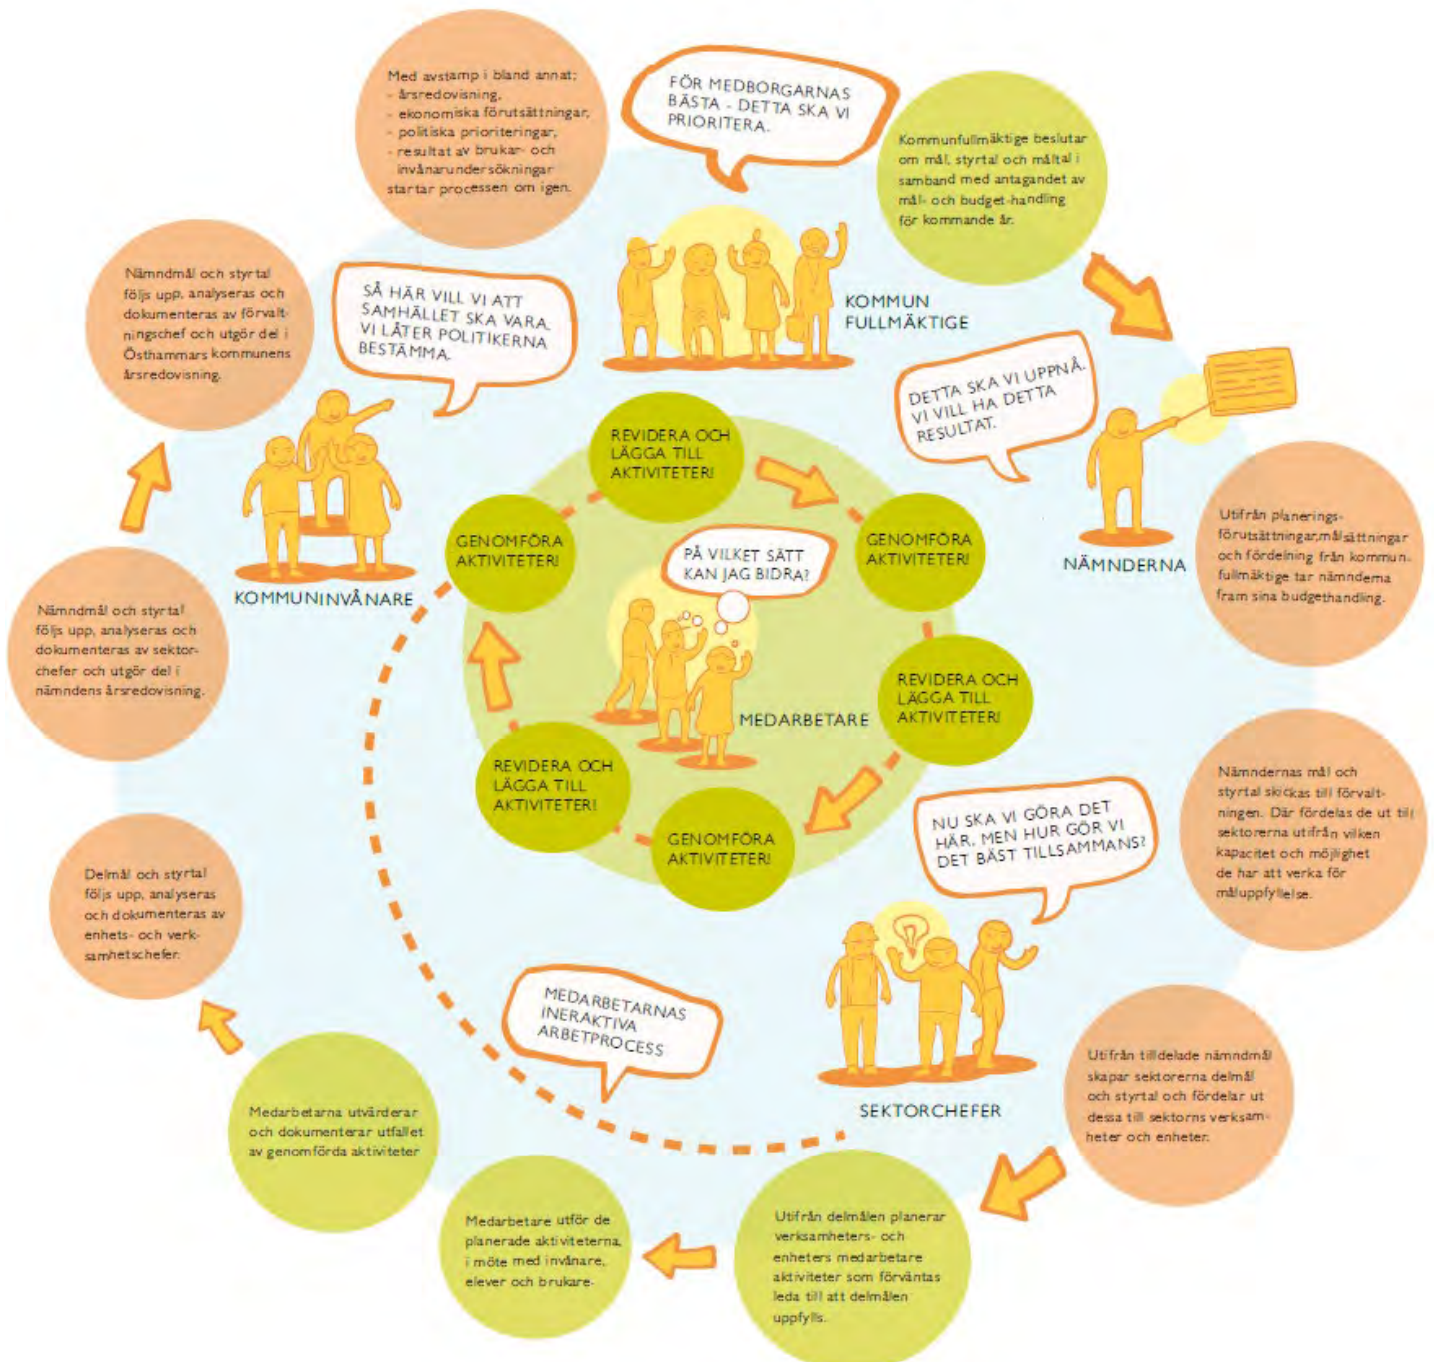 Med avstamp i bland annat;
- årsredovisning,
- ekonomiska förutsättningar,
- politiska prioriteringar,
- resultat av brukar- och
invånarundersökningar
startar processen om igen.
FÖR MEDBORGARNAS
BÄSTA - DETTA SKA VI
PRIORITERA.
Kommunfullmäktige beslutar
om mål, styrtal och måltal i
samband med antagandet av
mål- och budget-handling
för kommande år.
KOMMUN
FULLMÄKTIGE
Nämndmål och styrtal
följs upp, analyseras och
dokumenteras av förvalt-
ningschef och utgör del i
Östhammars kommunens
årsredovisning.
SÅ HÄR VILL VI ATT
SAMHÄLLET SKA VARA.
VI LÅTER POLITIKERNA
BESTÄMMA.
KOMMUNINVÅNARE
DETTA SKA VI UPPNÅ.
VI VILL HA DETTA
RESULTAT.
NÄMNDERNA
Utifrån planerings-
förutsättningar,målsättningar
och fördelning från kommun-
fullmäktige tar nämnderna
fram sina budgethandling.
REVIDERA OCH
LÄGGA TILL
AKTIVITETER!
GENOMFÖRA
AKTIVITETER!
GENOMFÖRA
AKTIVITETER!
PÅ VILKET SÄTT
KAN JAG BIDRA?
MEDARBETARE
REVIDERA OCH
LÄGGA TILL
AKTIVITETER!
REVIDERA OCH
LÄGGA TILL
AKTIVITETER!
GENOMFÖRA
AKTIVITETER!
Nämndmål och styrtal
följs upp, analyseras och
dokumenteras av sektor-
chefer och utgör del i
nämndens årsredovisning.
Nämndernas mål och
styrtal skickas till förvalt-
ningen. Där fördelas de ut till
sektorerna utifrån vilken
kapacitet och möjlighet
de har att verka för
måluppfyllelse.
NU SKA VI GÖRA DET
HÄR. MEN HUR GÖR VI
DET BÄST TILLSAMMANS?
SEKTORCHEFER
Delmål och styrtal
följs upp, analyseras
och dokumenteras av
enhets- och verk-
samhetschefer.
MEDARBETARNAS
INERAKTIVA
ARBETPROCESS
Utifrån tilldelade nämndmål
skapar sektorerna delmål
och styrtal och fördelar ut
dessa till sektorns verksam-
heter och enheter.
Medarbetarna utvärderar
och dokumenterar utfallet
av genomförda aktiviteter
Medarbetare utför de
planerade aktiviteterna,
i möte med invånare,
elever och brukare-
Utifrån delmålen planerar
verksamheters- och
enheters medarbetare
aktiviteter som förväntas
leda till att delmålen
uppfylls.